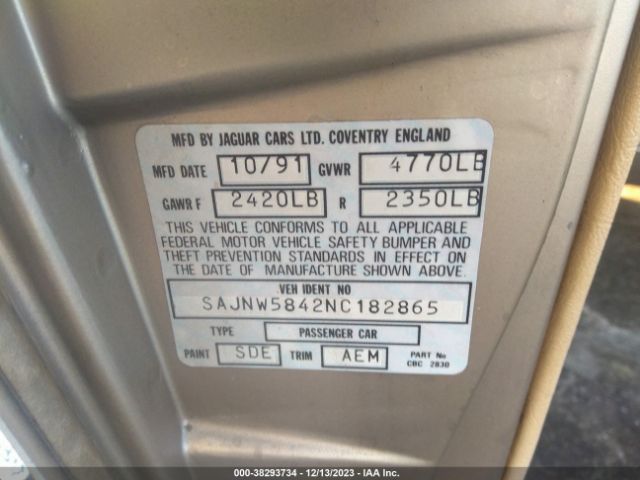 MFD BY JAGUAR CARS LTD. COVENTRY ENGLAND
MFD DATE 10/91 GVWR 4770LB
GAWR F 2420LB R 2350LB
THIS VEHICLE CONFORMS TO ALL APPLICABLE
FEDERAL MOTOR VEHICLE SAFETY BUMPER AND
THEFT PREVENTION STANDARDS IN EFFECT ON
THE DATE OF MANUFACTURE SHOWN ABOVE.
VEH IDENT NO
SAJNW5842NC182865
TYPE PASSENGER CAR
PAINT SDE TRIM AEM PART No
CBC 2830
000-38293734 - 12/13/2023 - IAA Inc.